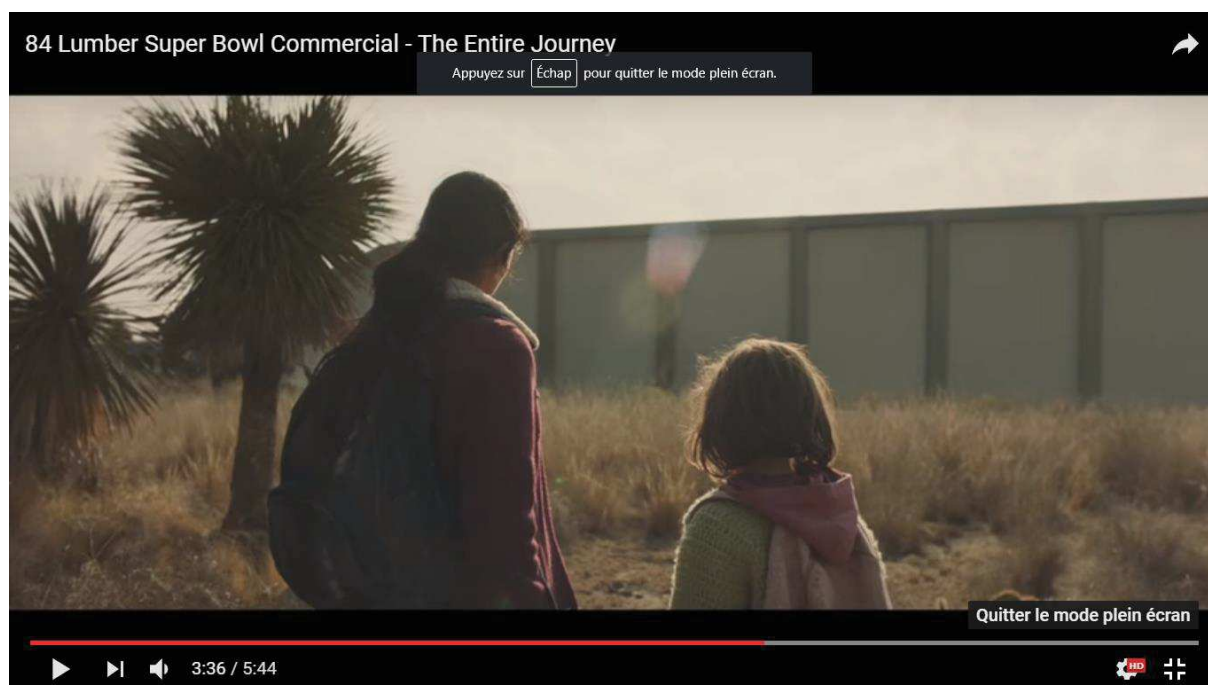 84 Lumber Super Bowl Commercial - The Entire Journey
Appuyez sur Échap pour quitter le mode plein écran.
Quitter le mode plein écran
3:36 / 5:44
HD